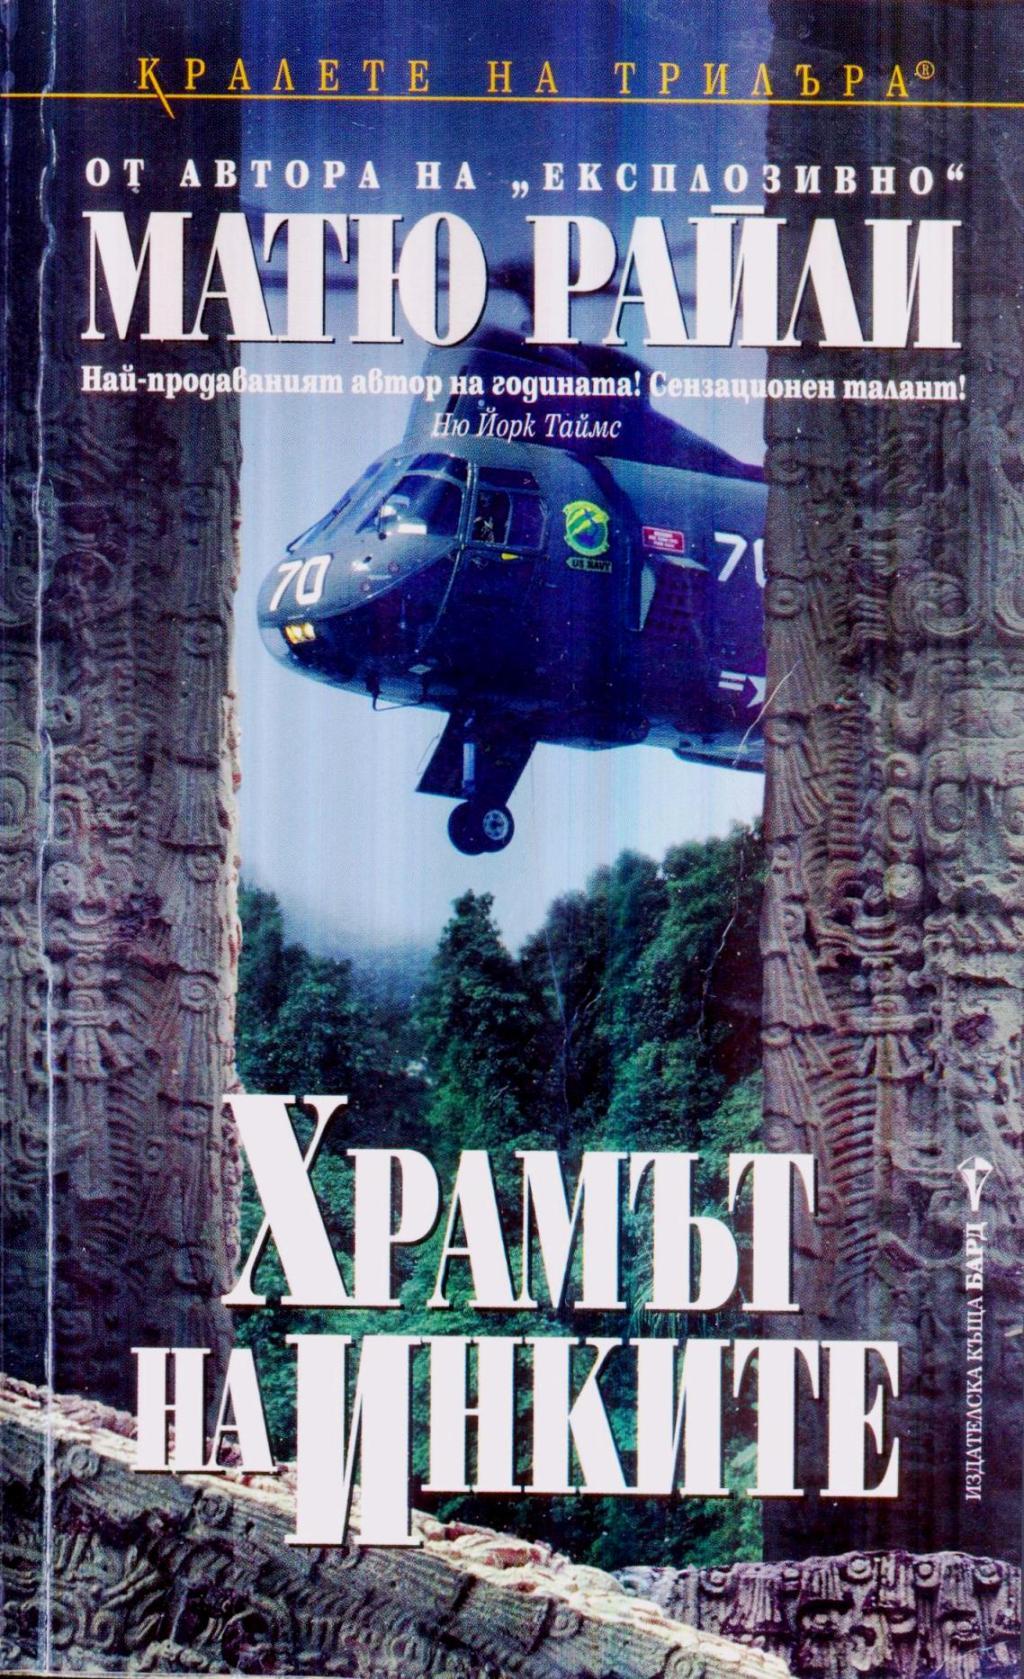 КРАЛЕТЕ НА ТРИЛЪРА®
ОТ АВТОРА НА „ЕКСПЛОЗИВНО“
МАТЮ РАЙЛИ
Най-продаваният автор на годината! Сензационен талант!
Ню Йорк Таймс
70
US NAVY
70
ХРАМЪТ
НА ИНКИТЕ
ИЗДАТЕЛСКА КЪЩА БАРД